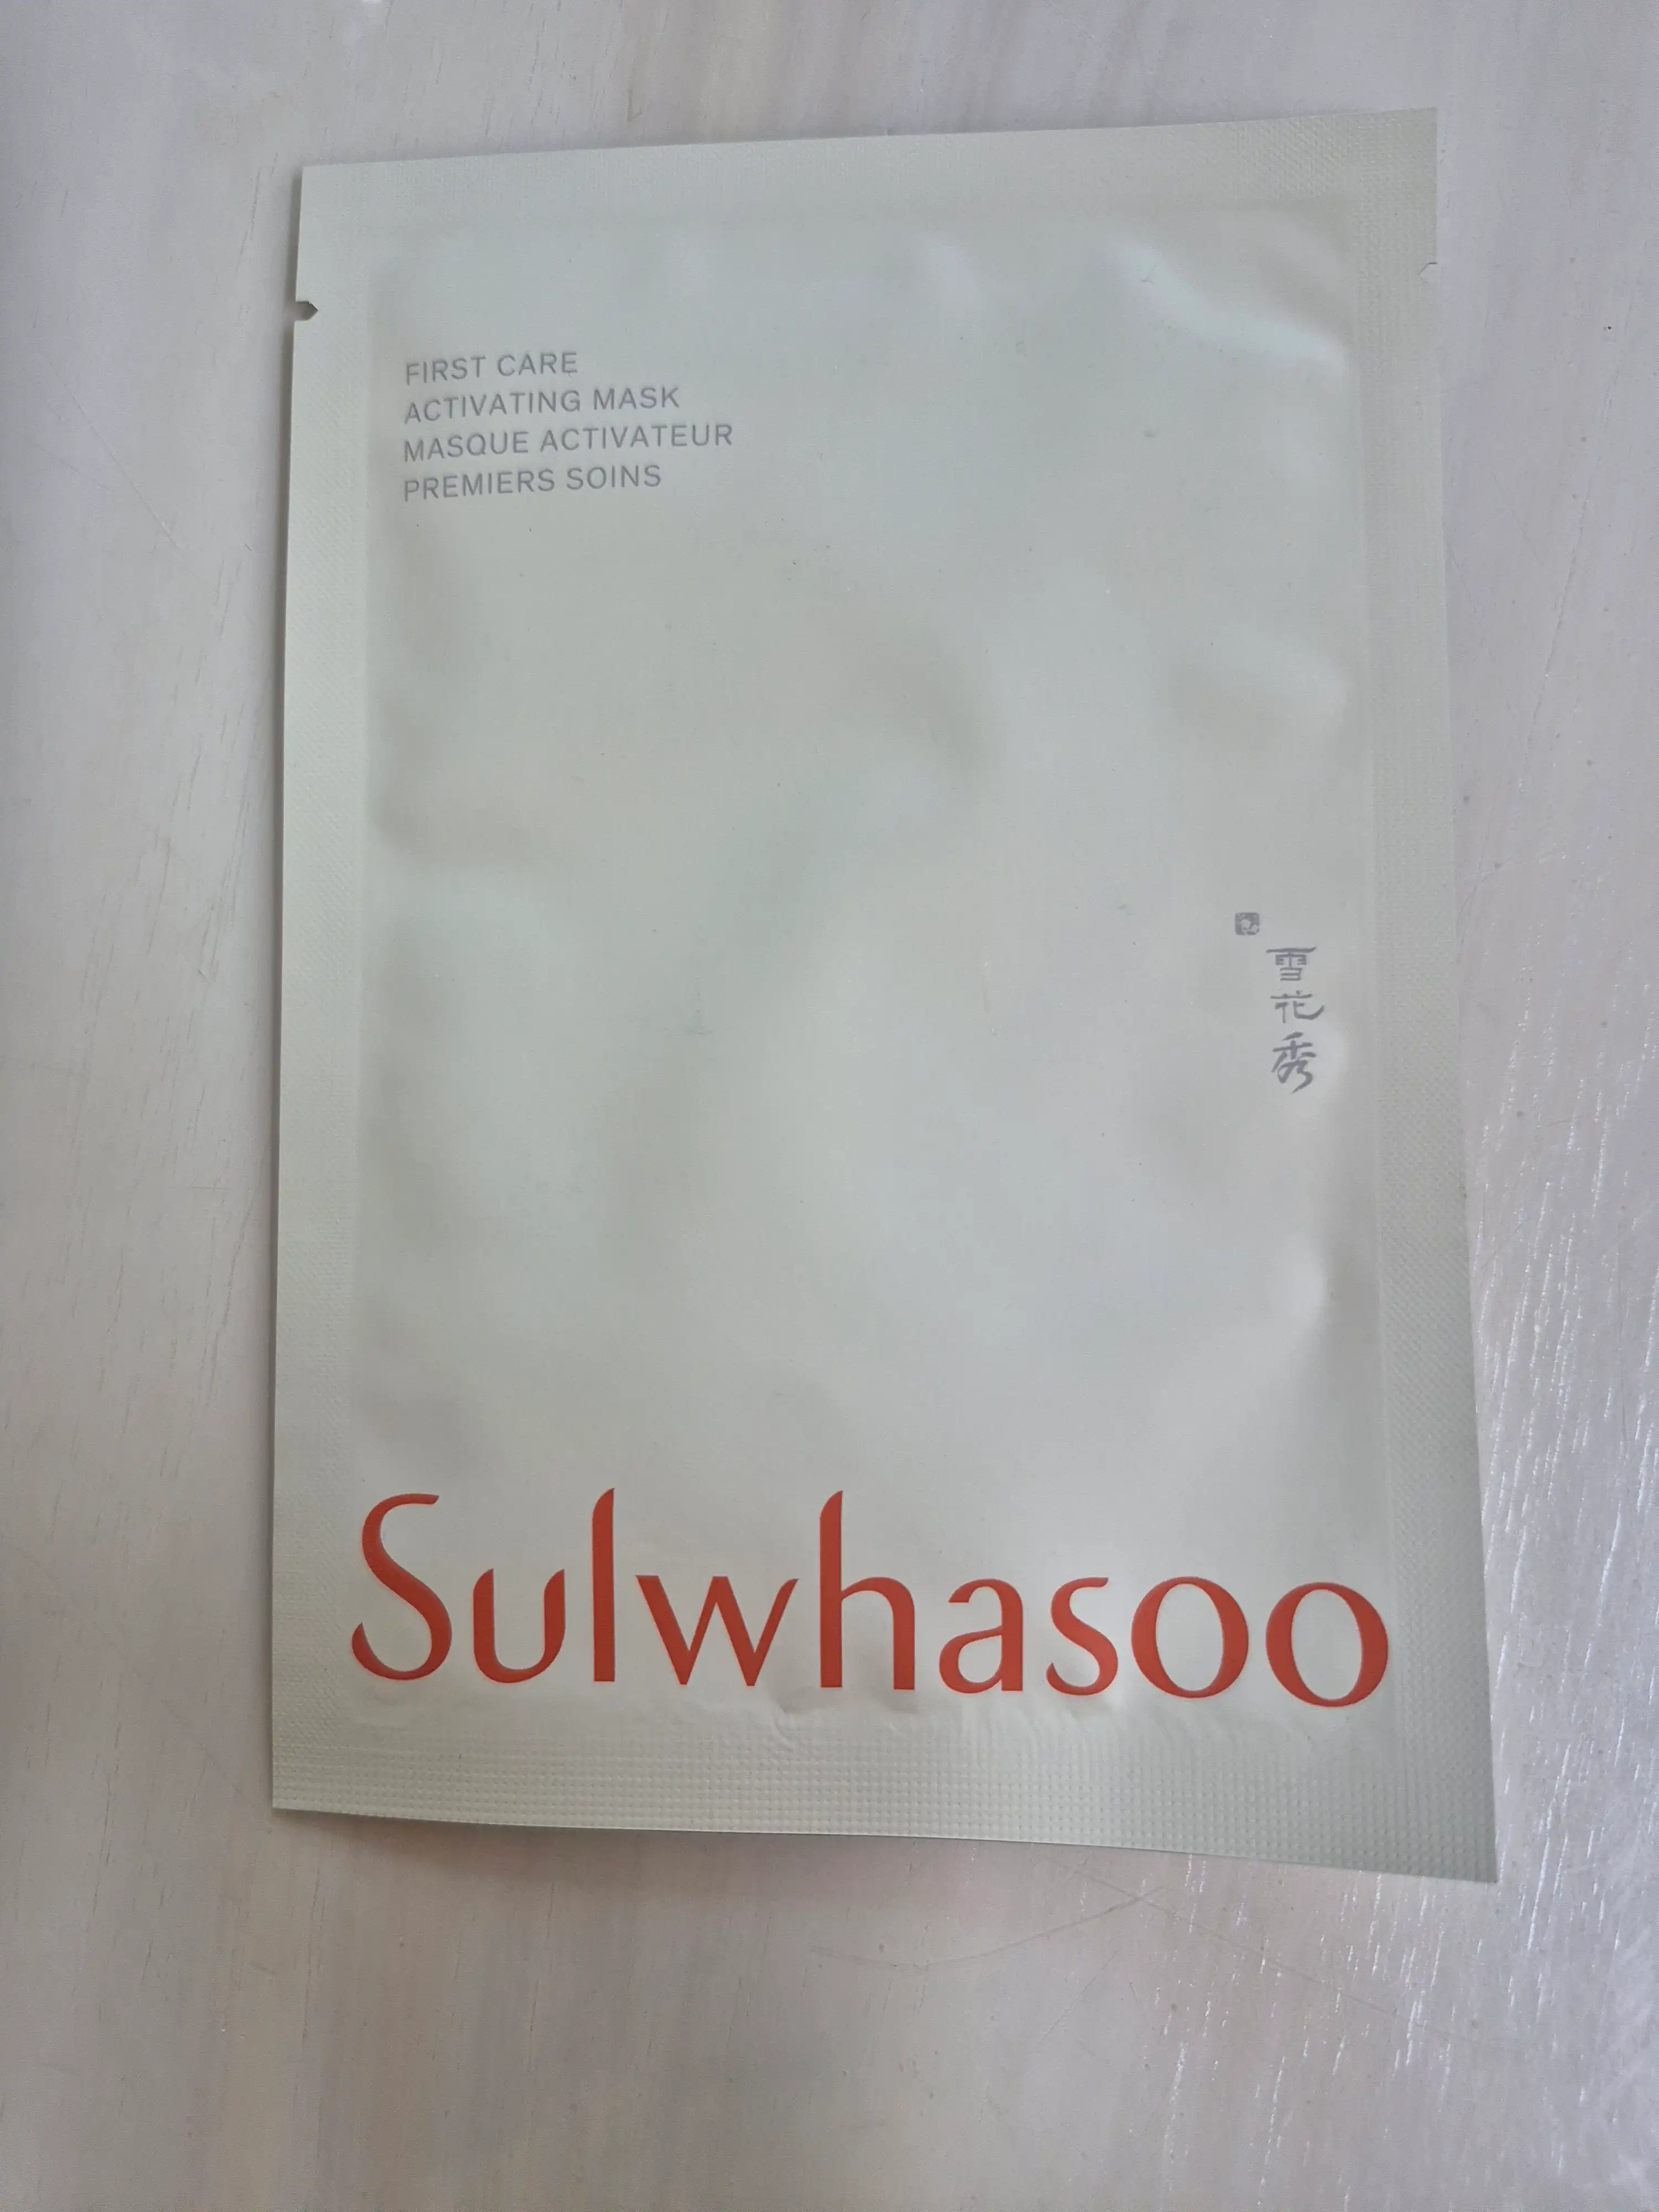 FIRST CARE
ACTIVATING MASK
MASQUE ACTIVATEUR
PREMIERS SOINS
雪花秀
Sulwhasoo